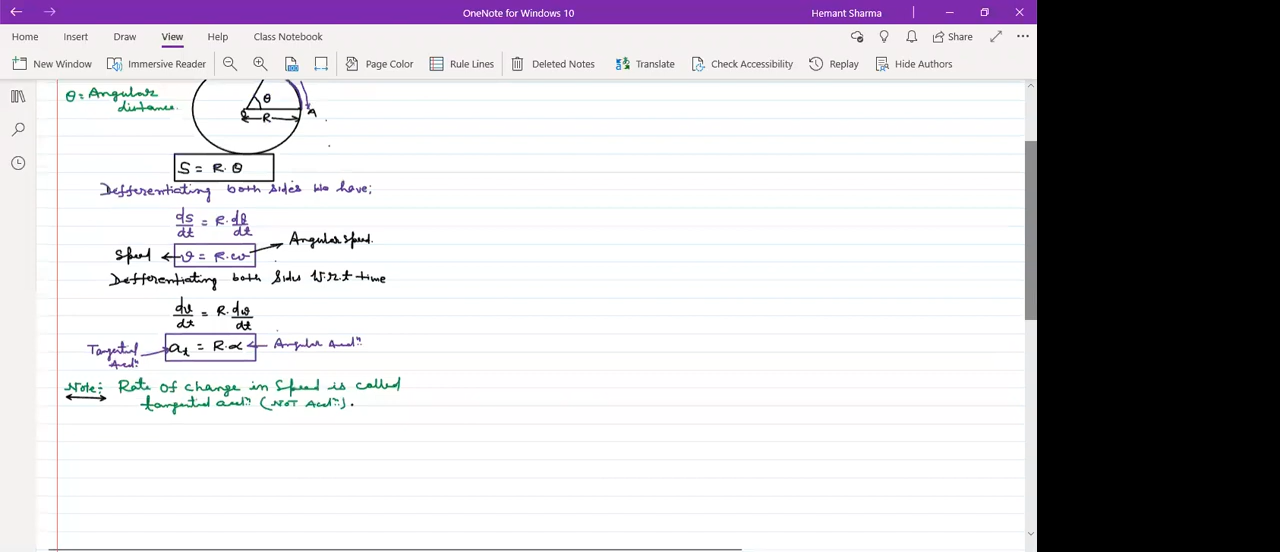 OneNote for Windows 10
Hemant Sharma
Home Insert Draw View Help Class Notebook
Share
New Window Immersive Reader Page Color Rule Lines Deleted Notes Translate Check Accessibility Replay Hide Authors
θ = Angular
distance.
θ
O R A
S = R.θ
Defferentiating both sides we have;
ds/dt = R.dθ/dt
Angular speed.
Speed ← v = R.ω
Defferentiating both Sides w.r.t time
dv/dt = R.dω/dt
Tangential
Accⁿ:
aₜ = R.α ← Angular Accⁿ:
Note: Rate of change in speed is called
tangential accⁿ: (NOT Accⁿ:).